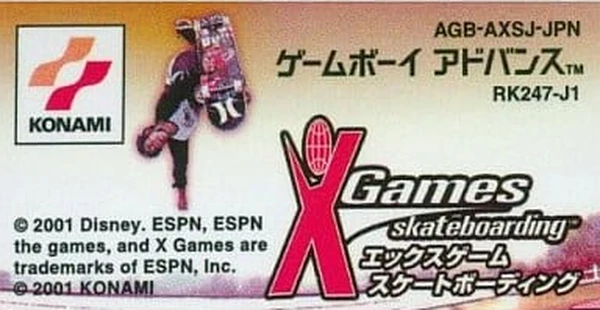 AGB-AXSJ-JPN
ゲームボーイ アドバンス™
RK247-J1
KONAMI
X Games
skateboarding™
エックスゲーム
スケートボーディング
© 2001 Disney. ESPN, ESPN
the games, and X Games are
trademarks of ESPN, Inc.
© 2001 KONAMI